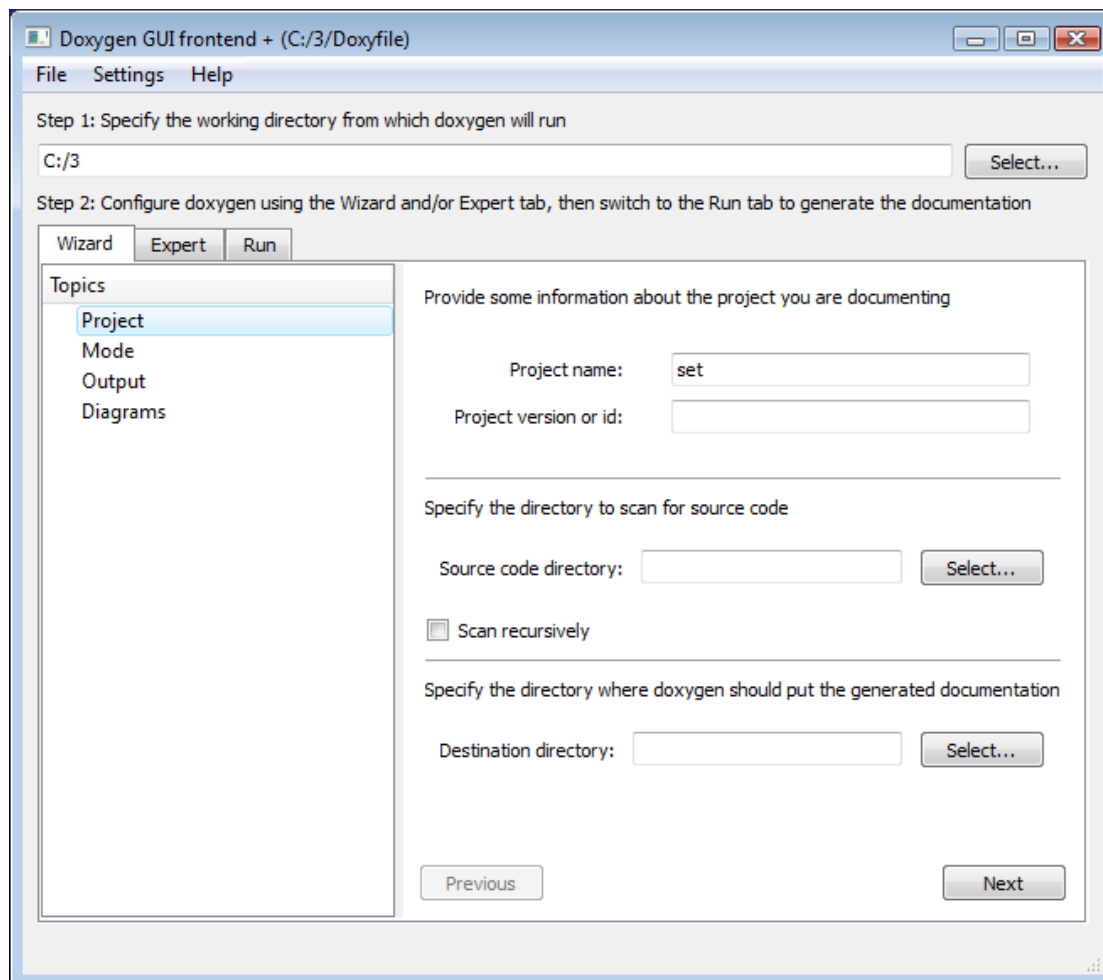 Doxygen GUI frontend + (C:/3/Doxyfile)
File Settings Help
Step 1: Specify the working directory from which doxygen will run
C:/3 Select...
Step 2: Configure doxygen using the Wizard and/or Expert tab, then switch to the Run tab to generate the documentation
Wizard Expert Run
Topics
Project
Mode
Output
Diagrams
Provide some information about the project you are documenting
Project name: set
Project version or id:
Specify the directory to scan for source code
Source code directory: Select...
Scan recursively
Specify the directory where doxygen should put the generated documentation
Destination directory: Select...
Previous Next